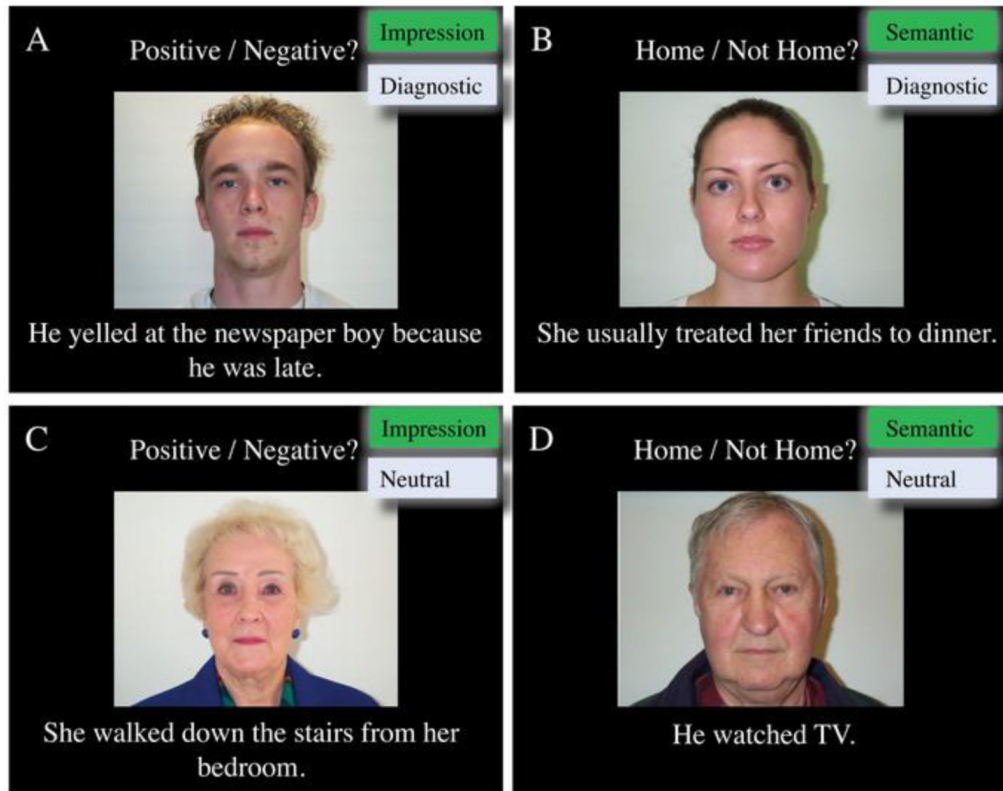 A
Positive / Negative?
Impression
Diagnostic
He yelled at the newspaper boy because
he was late.
B
Home / Not Home?
Semantic
Diagnostic
She usually treated her friends to dinner.
C
Positive / Negative?
Impression
Neutral
She walked down the stairs from her
bedroom.
D
Home / Not Home?
Semantic
Neutral
He watched TV.